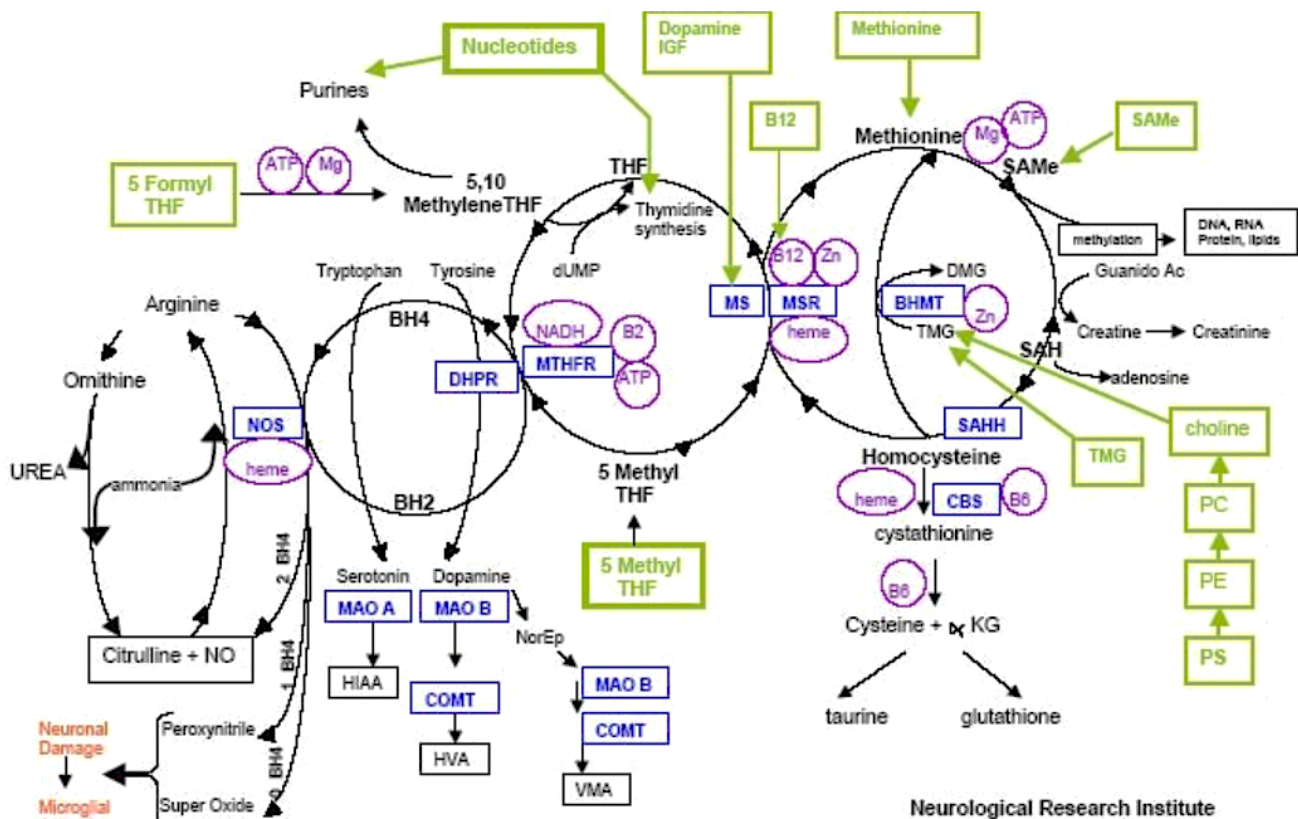 Nucleotides
Dopamine
IGF
Methionine
Purines
B12
SAMe
ATP
Mg
5 Formyl
THF
5,10
MethyleneTHF
THF
Thymidine
synthesis
dUMP
Methionine
Mg
ATP
SAMe
methylation
DNA, RNA
Protein, lipids
Guanido Ac
Creatine
Creatinine
SAH
adenosine
Tryptophan
Tyrosine
Arginine
BH4
NADH
B2
MTHFR
ATP
DHPR
MS
B12
Zn
MSR
heme
DMG
BHMT
Zn
TMG
Ornithine
NOS
heme
UREA
ammonia
BH2
5 Methyl
THF
SAHH
Homocysteine
TMG
choline
PC
PE
PS
heme
CBS
B6
cystathionine
B6
Cysteine + α KG
taurine
glutathione
5 Methyl
THF
2 BH4
1 BH4
0 BH4
Serotonin
Dopamine
MAO A
MAO B
NorEp
HIAA
COMT
HVA
MAO B
COMT
VMA
Citrulline + NO
Peroxynitrile
Super Oxide
Neuronal
Damage
Microglial
Neurological Research Institute